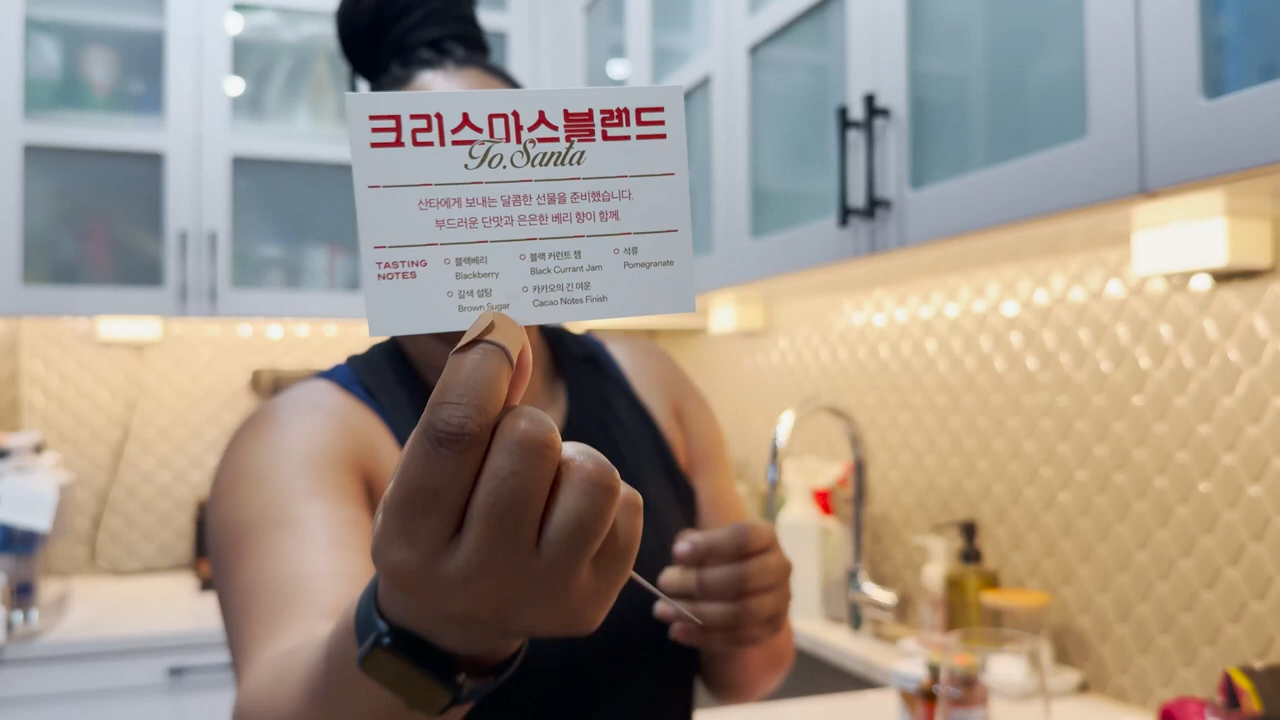 크리스마스블렌드
To. Santa
산타에게 보내는 달콤한 선물을 준비했습니다.
부드러운 단맛과 은은한 베리 향이 함께.
TASTING
NOTES
블랙베리
Blackberry
블랙 커런트 잼
Black Currant Jam
석류
Pomegranate
갈색 설탕
Brown Sugar
카카오의 긴 여운
Cacao Notes Finish